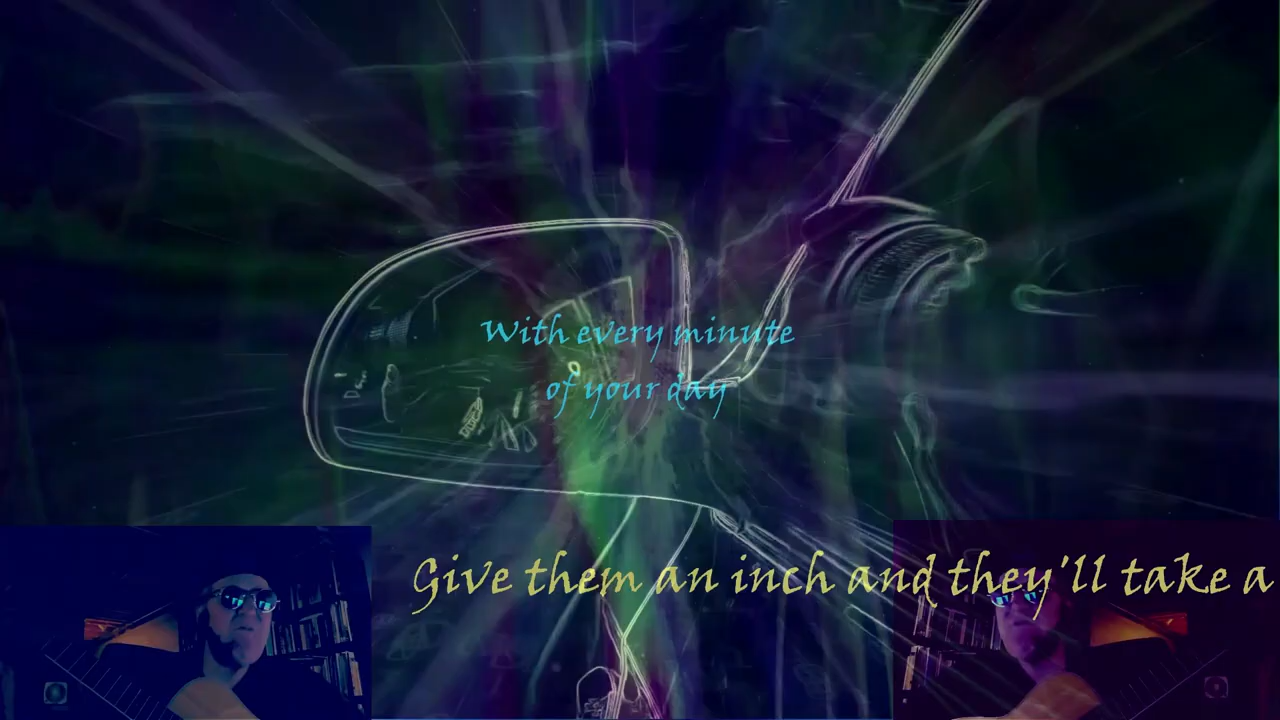 With every minute
of your day
Give them an inch and they'll take a